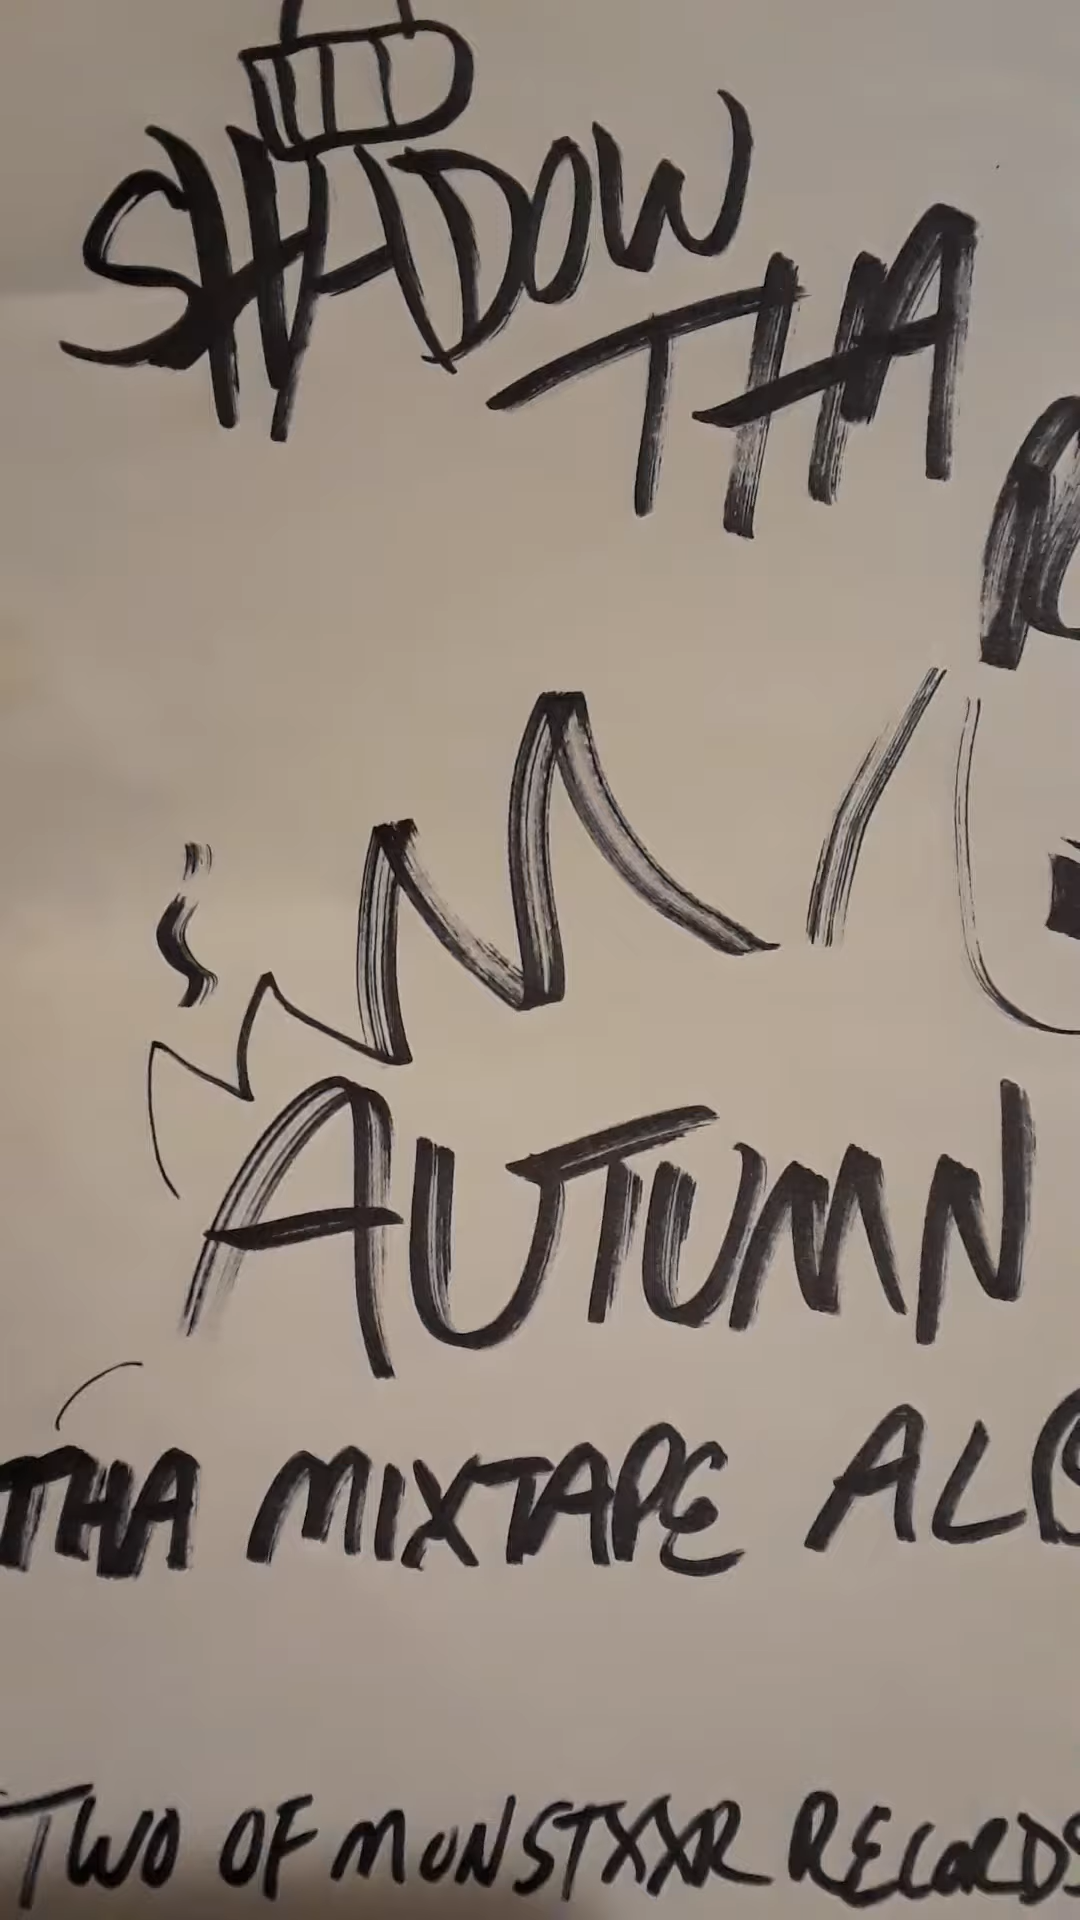 SHADOW
THA
AUTUMN
THA MIXTAPE
TWO OF MONSTXXR RECORDS